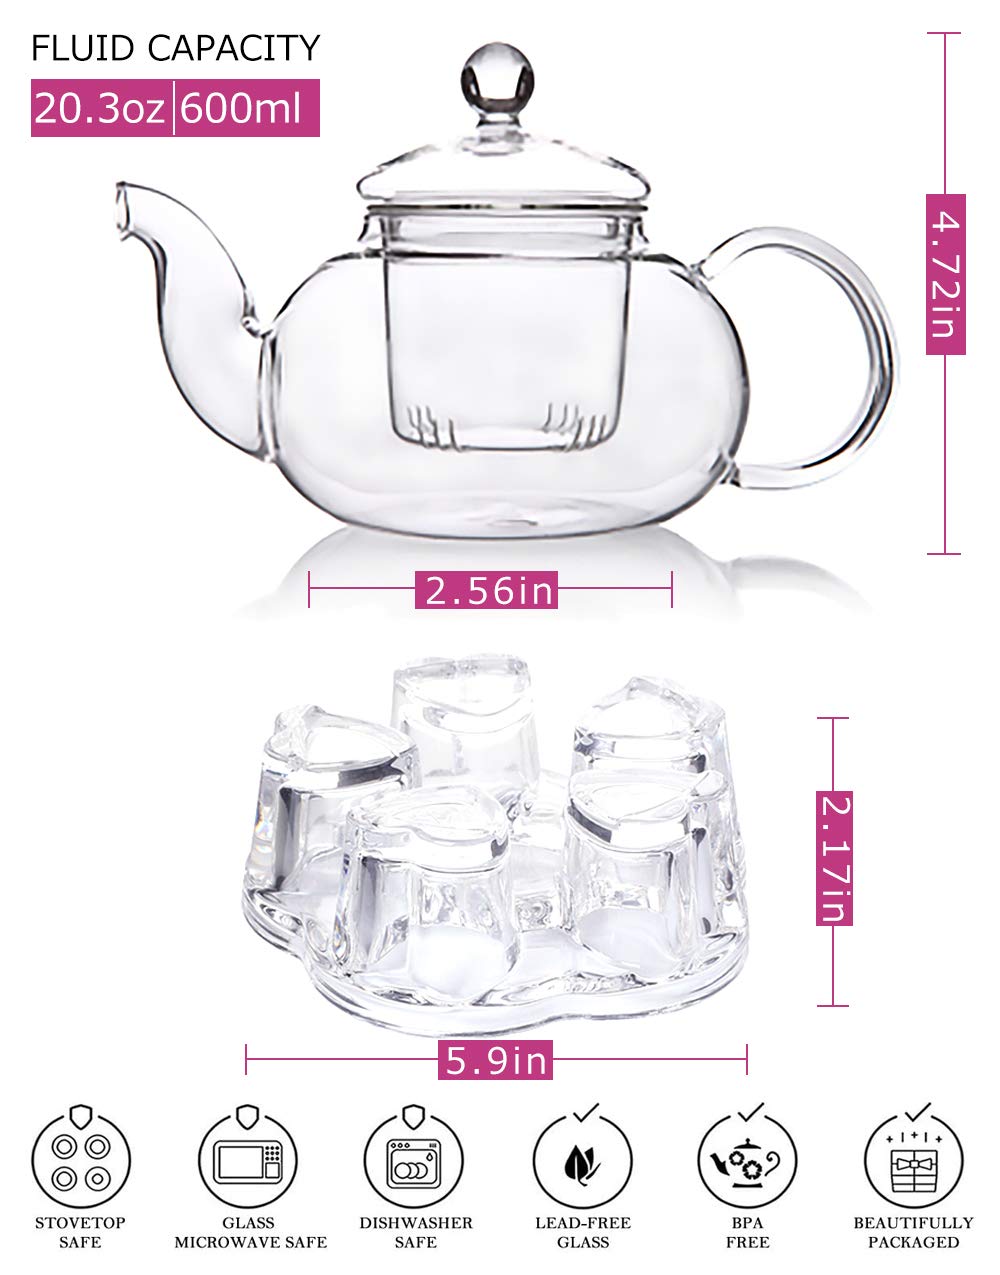 FLUID CAPACITY
20.3oz 600ml
4.72in
2.56in
2.17in
5.9in
STOVETOP
SAFE
GLASS
MICROWAVE SAFE
DISHWASHER
SAFE
LEAD-FREE
GLASS
BPA
FREE
BEAUTIFULLY
PACKAGED